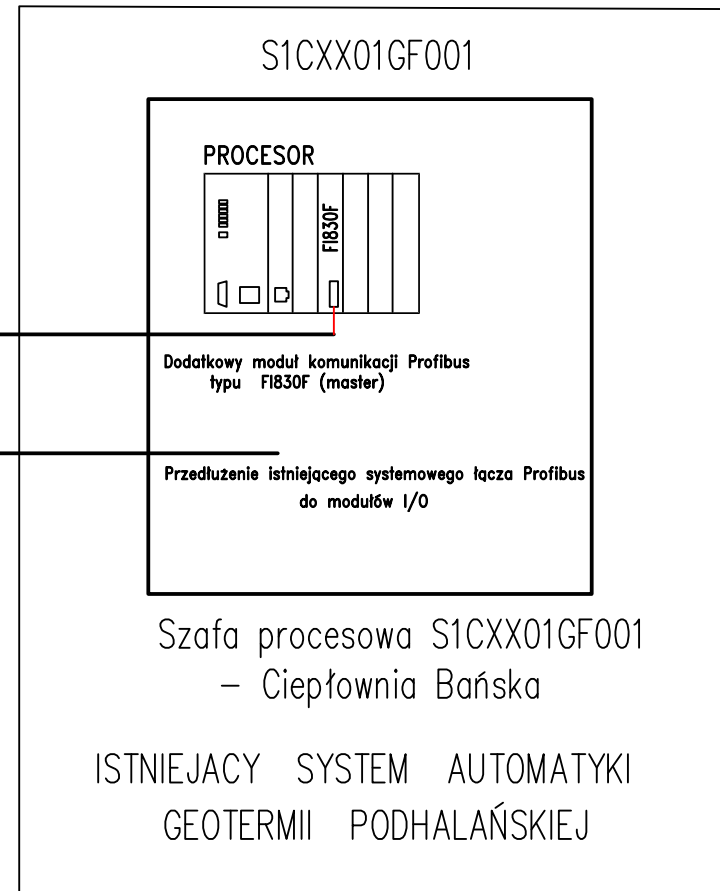 S1CXX01GF001
PROCESOR
FI830F
Dodatkowy moduł komunikacji Profibus
typu FI830F (master)
Przedłużenie istniejącego systemowego łącza Profibus
do modułów I/O
Szafa procesowa S1CXX01GF001
– Ciepłownia Bańska
ISTNIEJACY SYSTEM AUTOMATYKI
GEOTERMII PODHALAŃSKIEJ